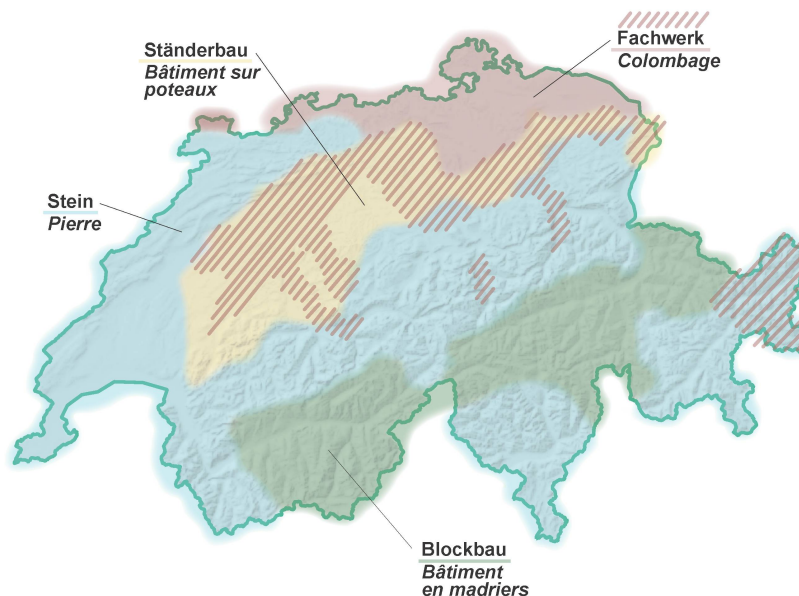 Ständerbau
Bâtiment sur
poteaux
Fachwerk
Colombage
Stein
Pierre
Blockbau
Bâtiment
en madriers